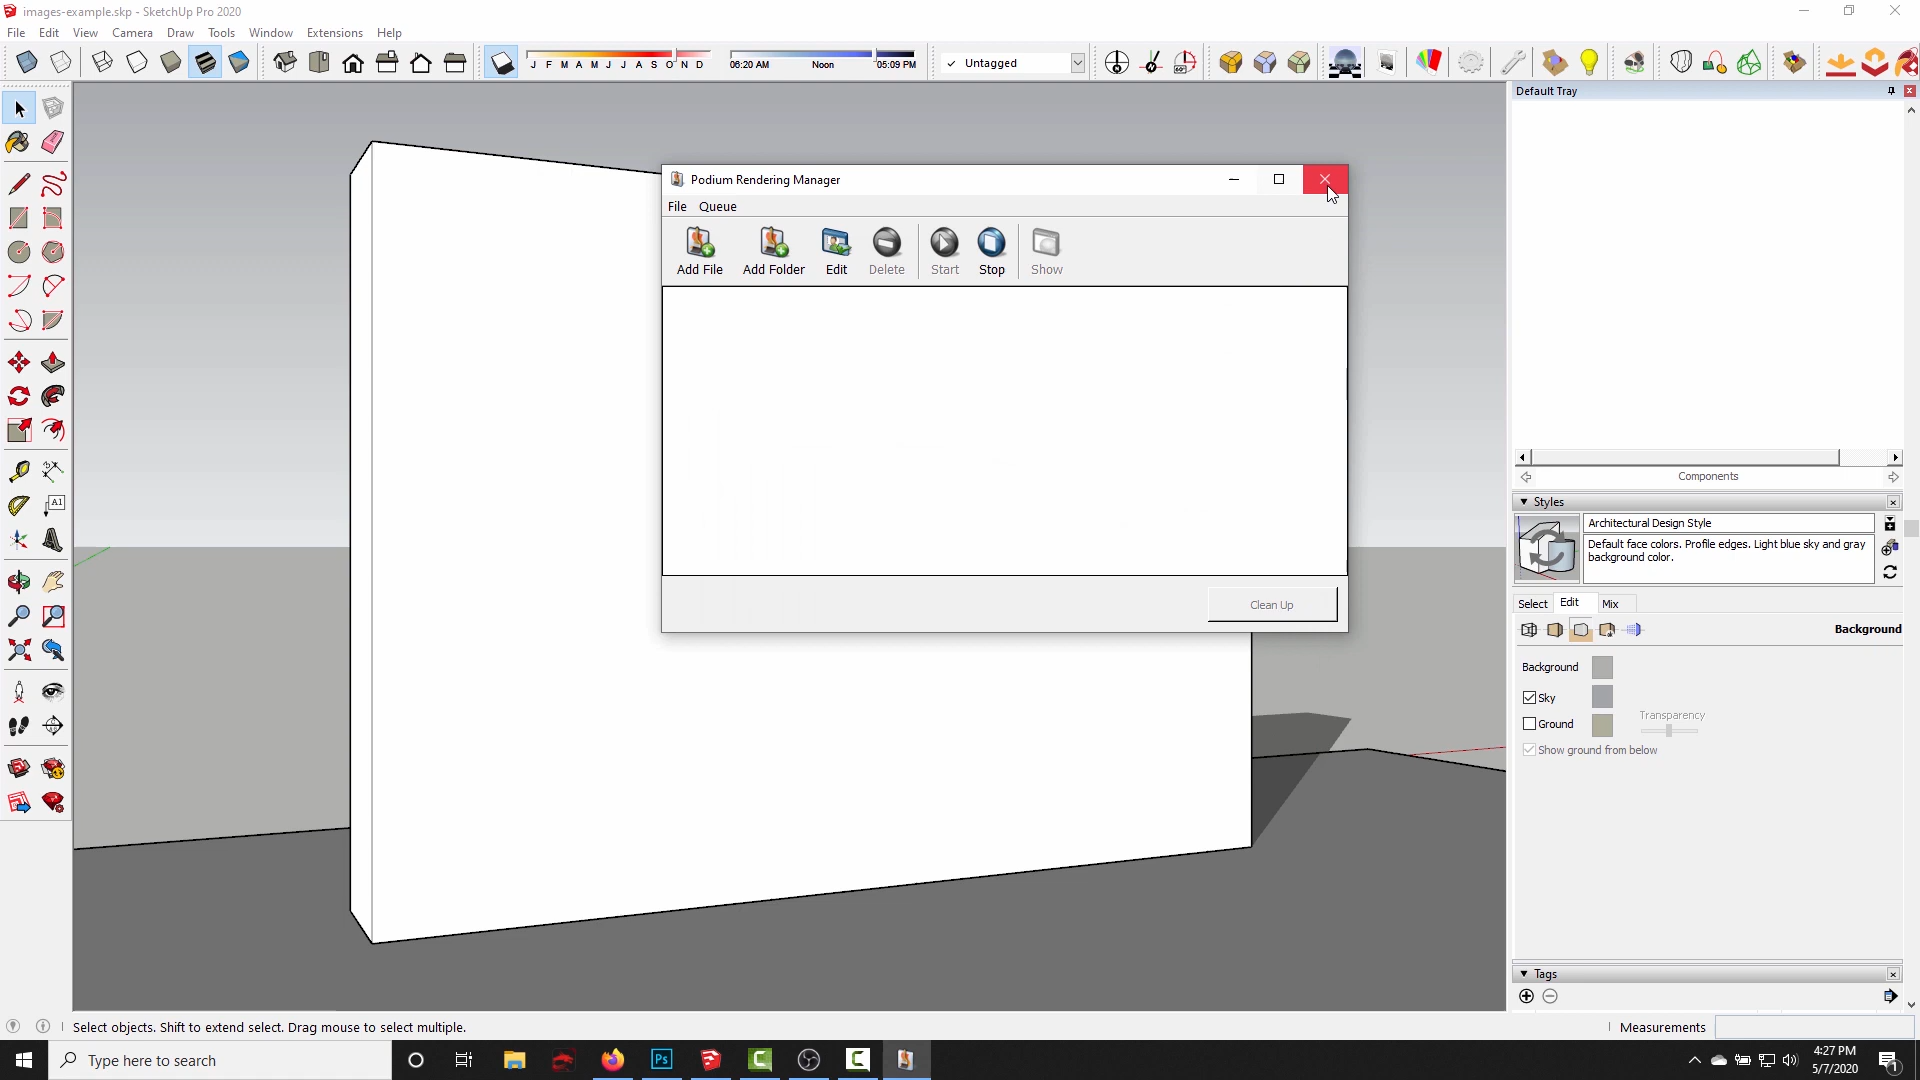 images-example.skp - SketchUp Pro 2020
File Edit View Camera Draw Tools Window Extensions Help
J F M A M J J A S O N D
06:20 AM Noon 05:09 PM
Untagged
Default Tray
Podium Rendering Manager
File Queue
Add File Add Folder Edit Delete Start Stop Show
Clean Up
Components
Styles
Architectural Design Style
Default face colors. Profile edges. Light blue sky and gray
background color.
Select Edit Mix
Background
Background
Sky
Ground
Transparency
Show ground from below
Tags
A1
Select objects. Shift to extend select. Drag mouse to select multiple.
Measurements
Type here to search
Ps
4:27 PM
5/7/2020
1